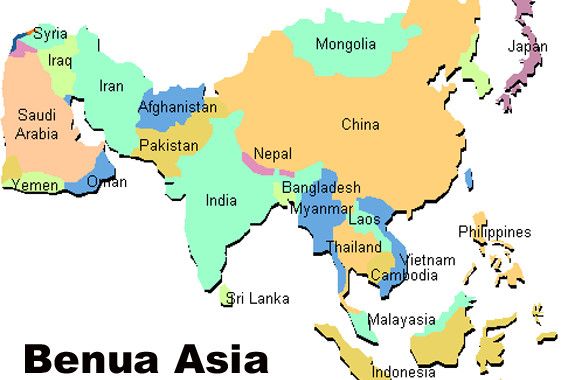 Syria
Japan
Mongolia
Iraq
Iran
Afghanistan
Saudi
Arabia
China
Pakistan
Nepal
Yemen
Oman
Bangladesh
India
Myanmar
Laos
Philippines
Thailand
Vietnam
Cambodia
Sri Lanka
Malayasia
Benua Asia
Indonesia